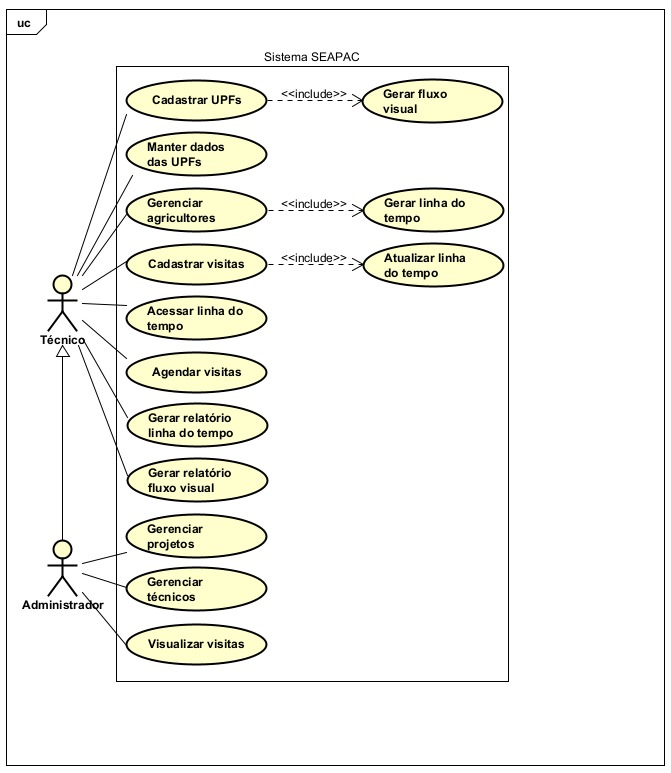 uc
Sistema SEAPAC
Cadastrar UPFs
<<include>>
Gerar fluxo
visual
Manter dados
das UPFs
Gerenciar
agricultores
<<include>>
Gerar linha do
tempo
Cadastrar visitas
<<include>>
Atualizar linha
do tempo
Acessar linha do
tempo
Técnico
Agendar visitas
Gerar relatório
linha do tempo
Gerar relatório
fluxo visual
Gerenciar
projetos
Gerenciar
técnicos
Administrador
Visualizar visitas